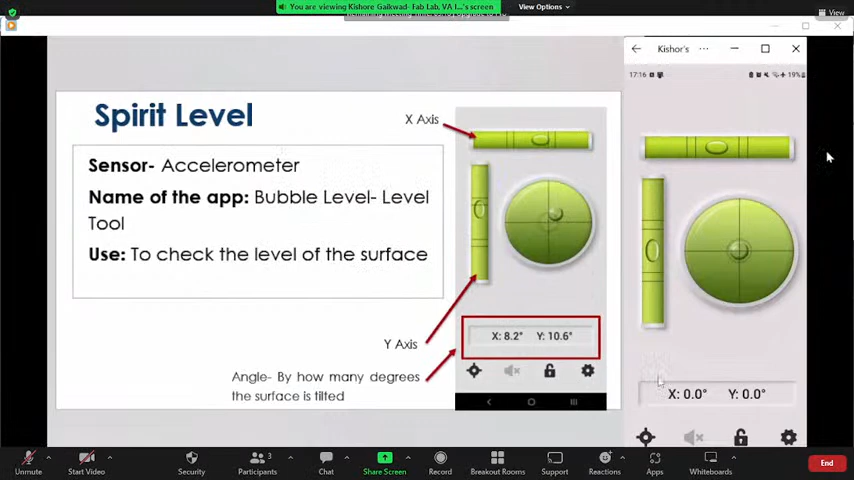 You are viewing Kishore Gaikwad- Fab Lab, VA I...'s screen
View Options
View
Kishor's
17:16
19%
Spirit Level
X Axis
Sensor- Accelerometer
Name of the app: Bubble Level- Level
Tool
Use: To check the level of the surface
X: 8.2° Y: 10.6°
Y Axis
Angle- By how many degrees
the surface is tilted
X: 0.0° Y: 0.0°
Unmute
Start Video
Security
Participants
3
Chat
Share Screen
Record
Breakout Rooms
Support
Reactions
Apps
Whiteboards
End